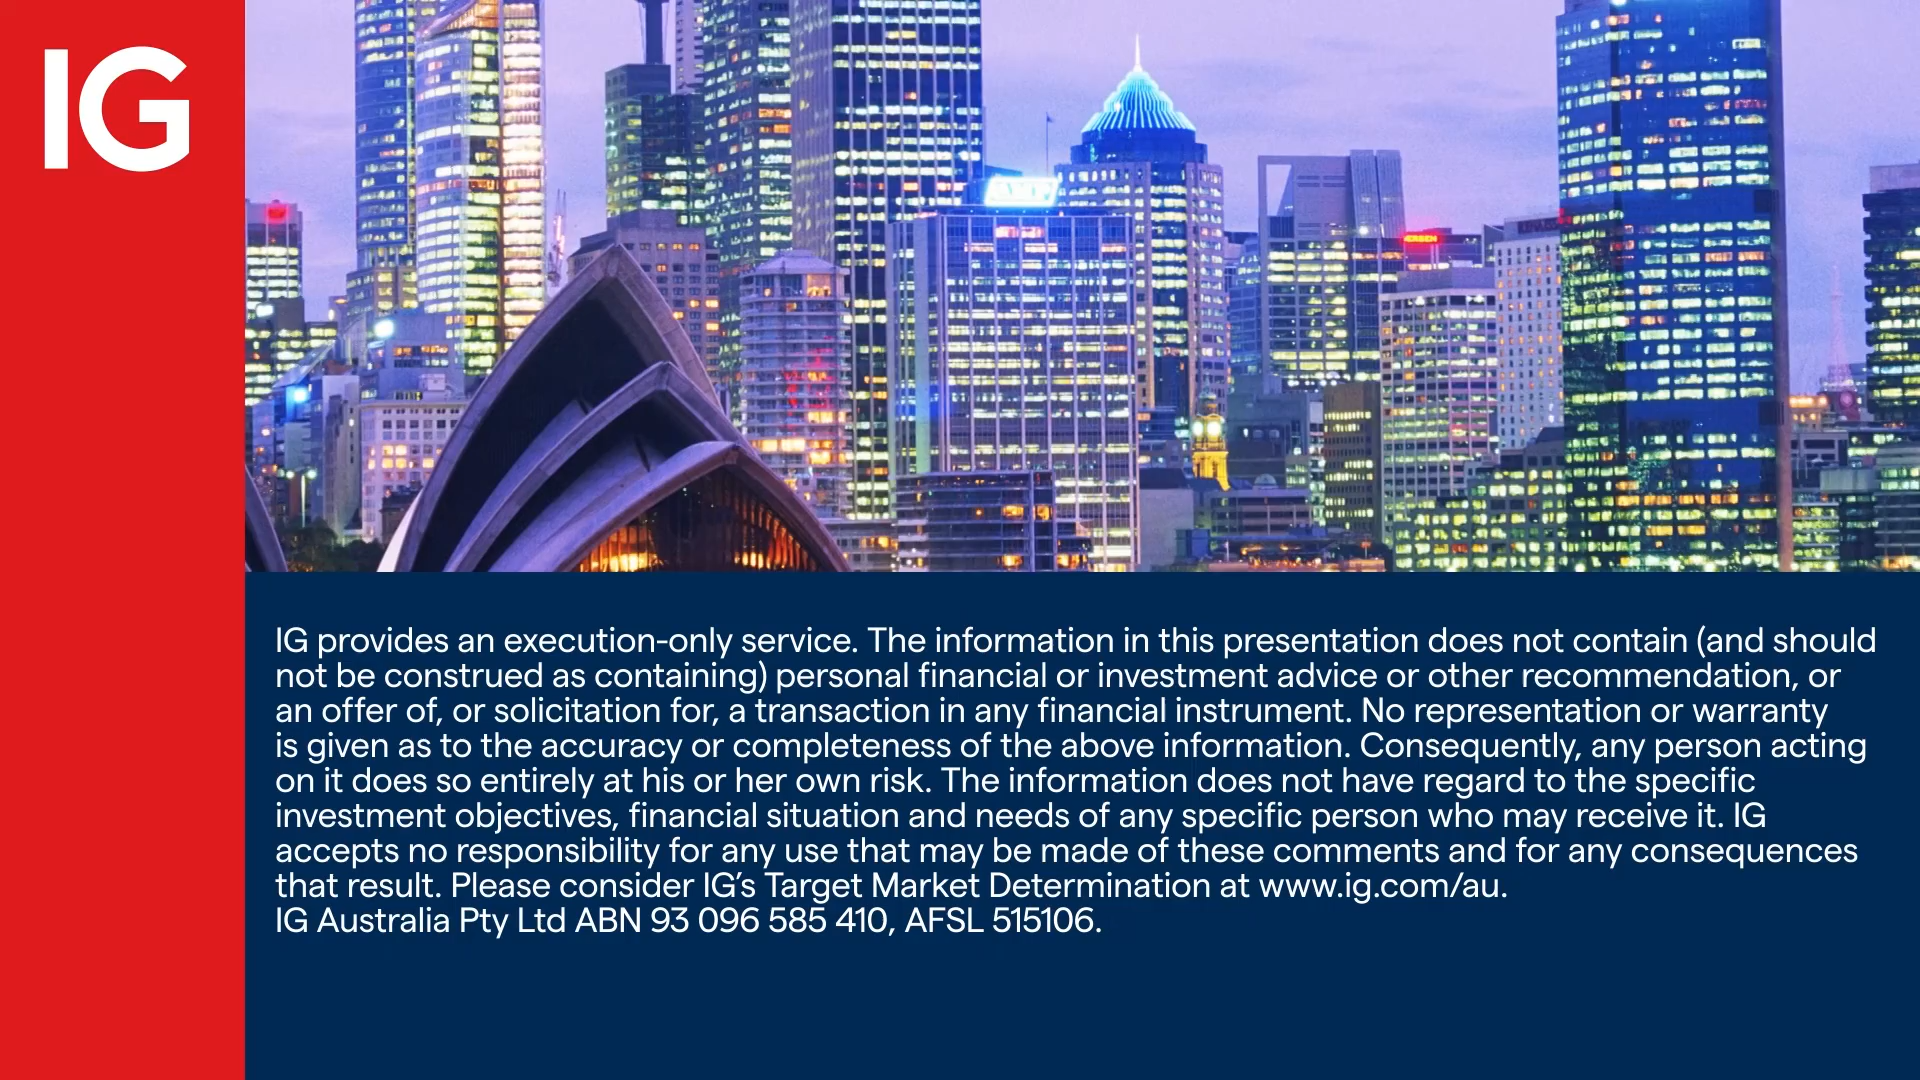 IG
AMP
IG provides an execution-only service. The information in this presentation does not contain (and should
not be construed as containing) personal financial or investment advice or other recommendation, or
an offer of, or solicitation for, a transaction in any financial instrument. No representation or warranty
is given as to the accuracy or completeness of the above information. Consequently, any person acting
on it does so entirely at his or her own risk. The information does not have regard to the specific
investment objectives, financial situation and needs of any specific person who may receive it. IG
accepts no responsibility for any use that may be made of these comments and for any consequences
that result. Please consider IG’s Target Market Determination at www.ig.com/au.
IG Australia Pty Ltd ABN 93 096 585 410, AFSL 515106.